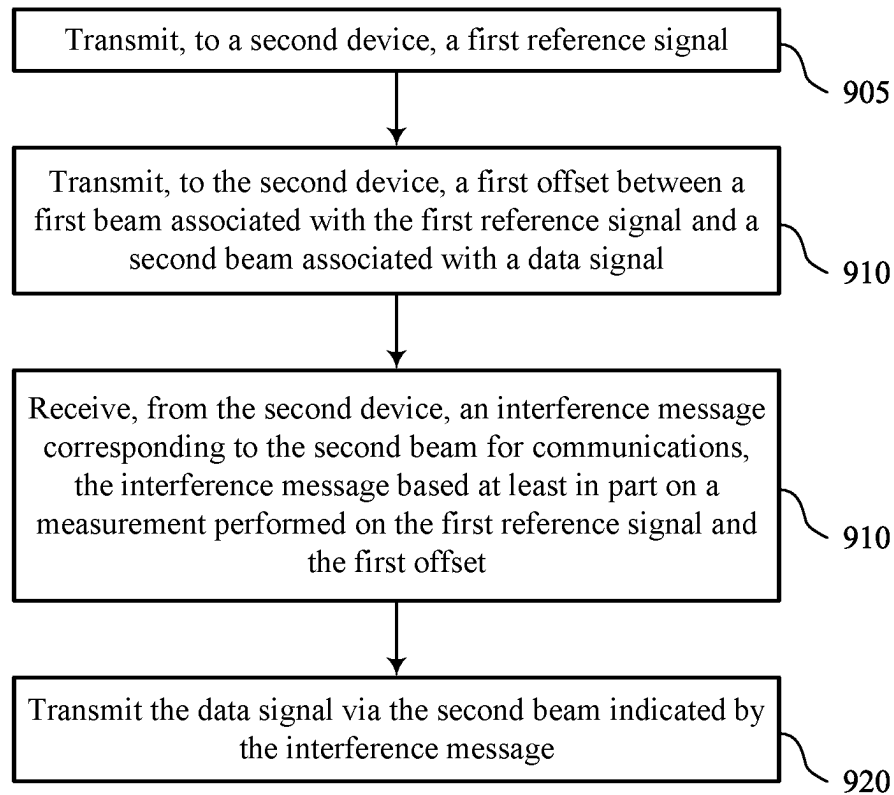 Transmit, to a second device, a first reference signal
905
Transmit, to the second device, a first offset between a
first beam associated with the first reference signal and a
second beam associated with a data signal
910
Receive, from the second device, an interference message
corresponding to the second beam for communications,
the interference message based at least in part on a
measurement performed on the first reference signal and
the first offset
910
Transmit the data signal via the second beam indicated by
the interference message
920